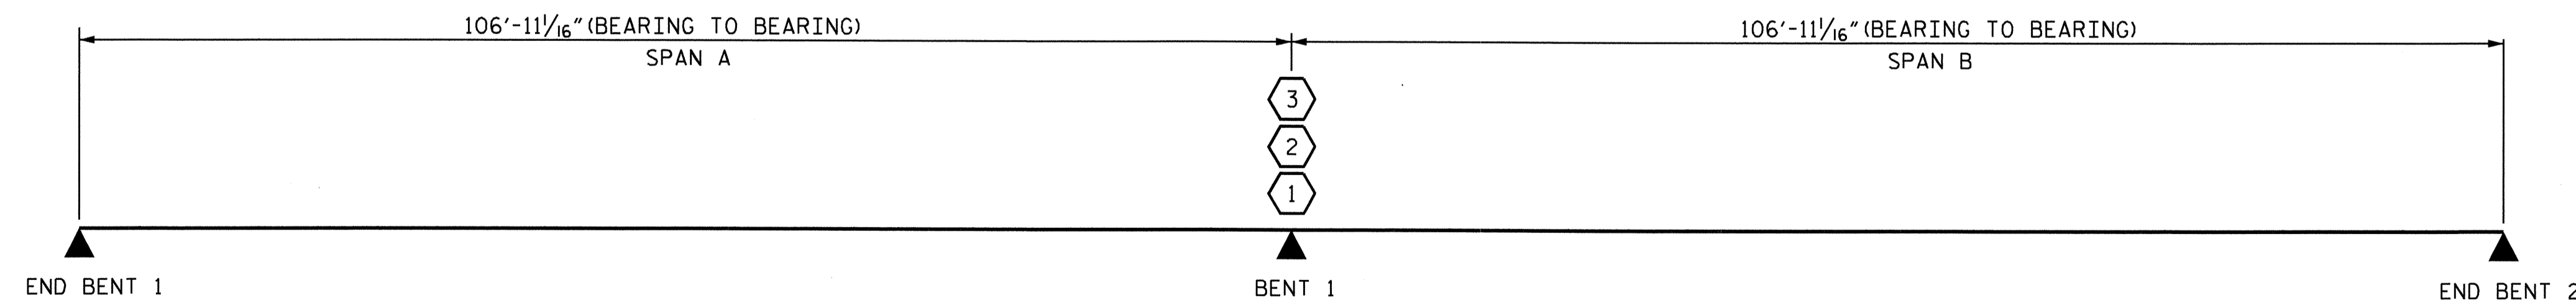 106'-11 1/16" (BEARING TO BEARING)
106'-11 1/16" (BEARING TO BEARING)
SPAN A
SPAN B
3
2
1
END BENT 1
BENT 1
END BENT 2